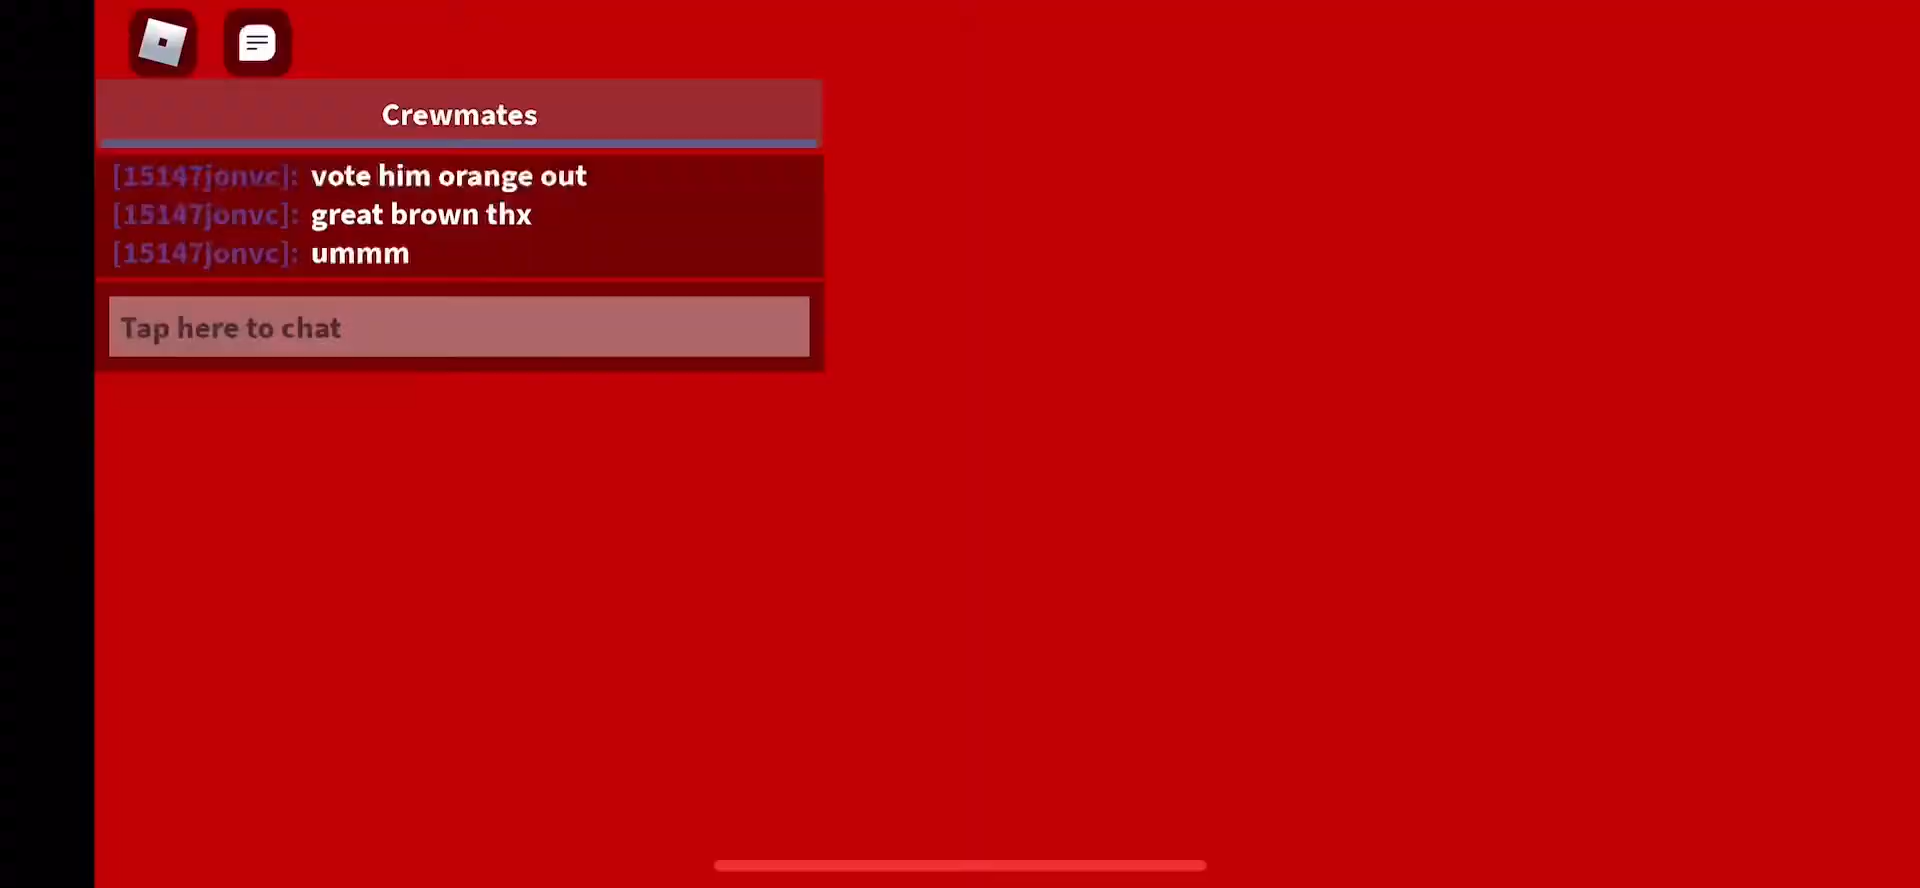 Crewmates
[15147jonvc]: vote him orange out
[15147jonvc]: great brown thx
[15147jonvc]: ummm
Tap here to chat